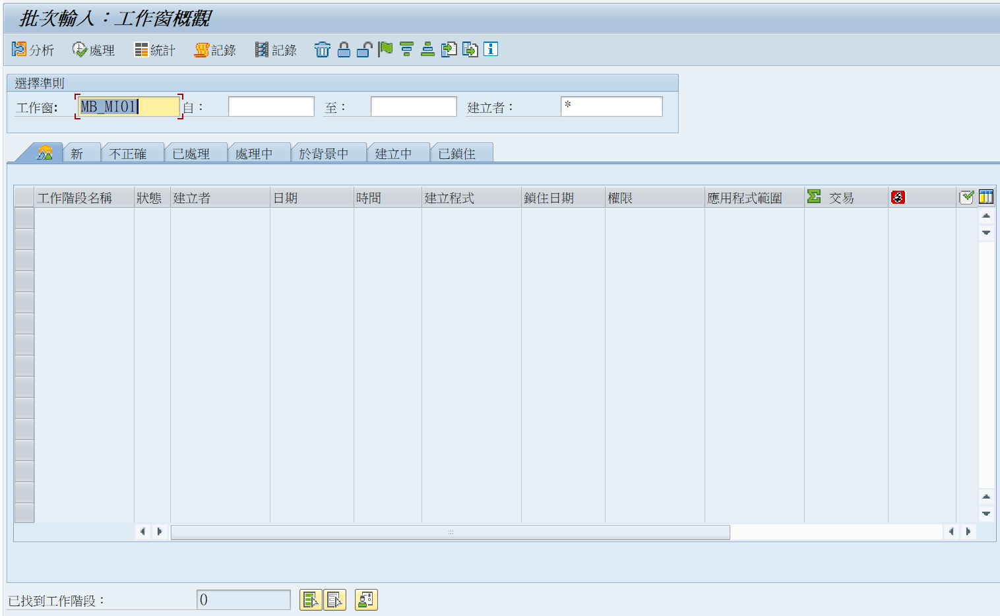 批次輸入：工作窗概觀
分析 處理 統計 記錄 記錄
選擇準則
工作窗: MB_MI01 自： 至： 建立者： *
新 不正確 已處理 處理中 於背景中 建立中 已鎖住
工作階段名稱 狀態 建立者 日期 時間 建立程式 鎖住日期 權限 應用程式範圍 交易
已找到工作階段： 0